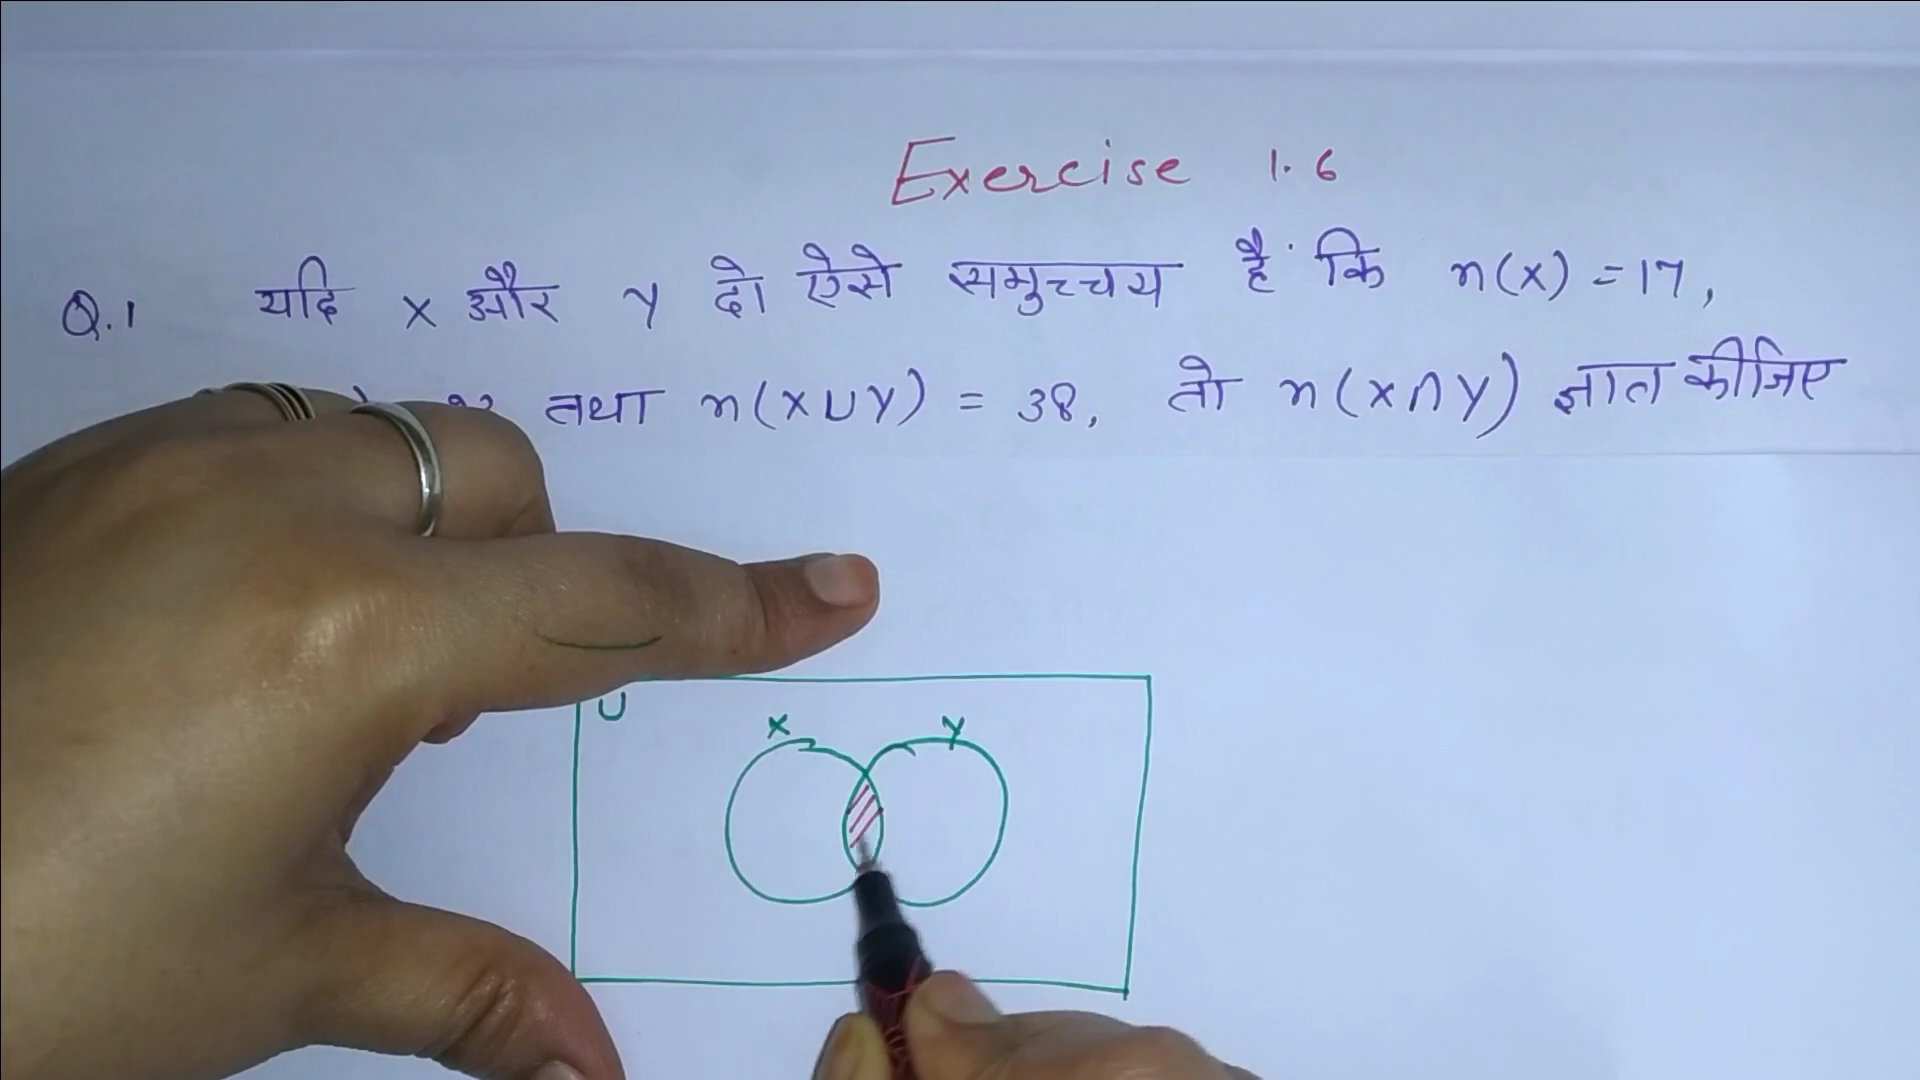 Exercise 1.6
Q.1 यदि x और y दो ऐसे समुच्चय हैं कि n(x) = 17,
तथा n(x∪y) = 38, तो n(x∩y) ज्ञात कीजिए
U
x y